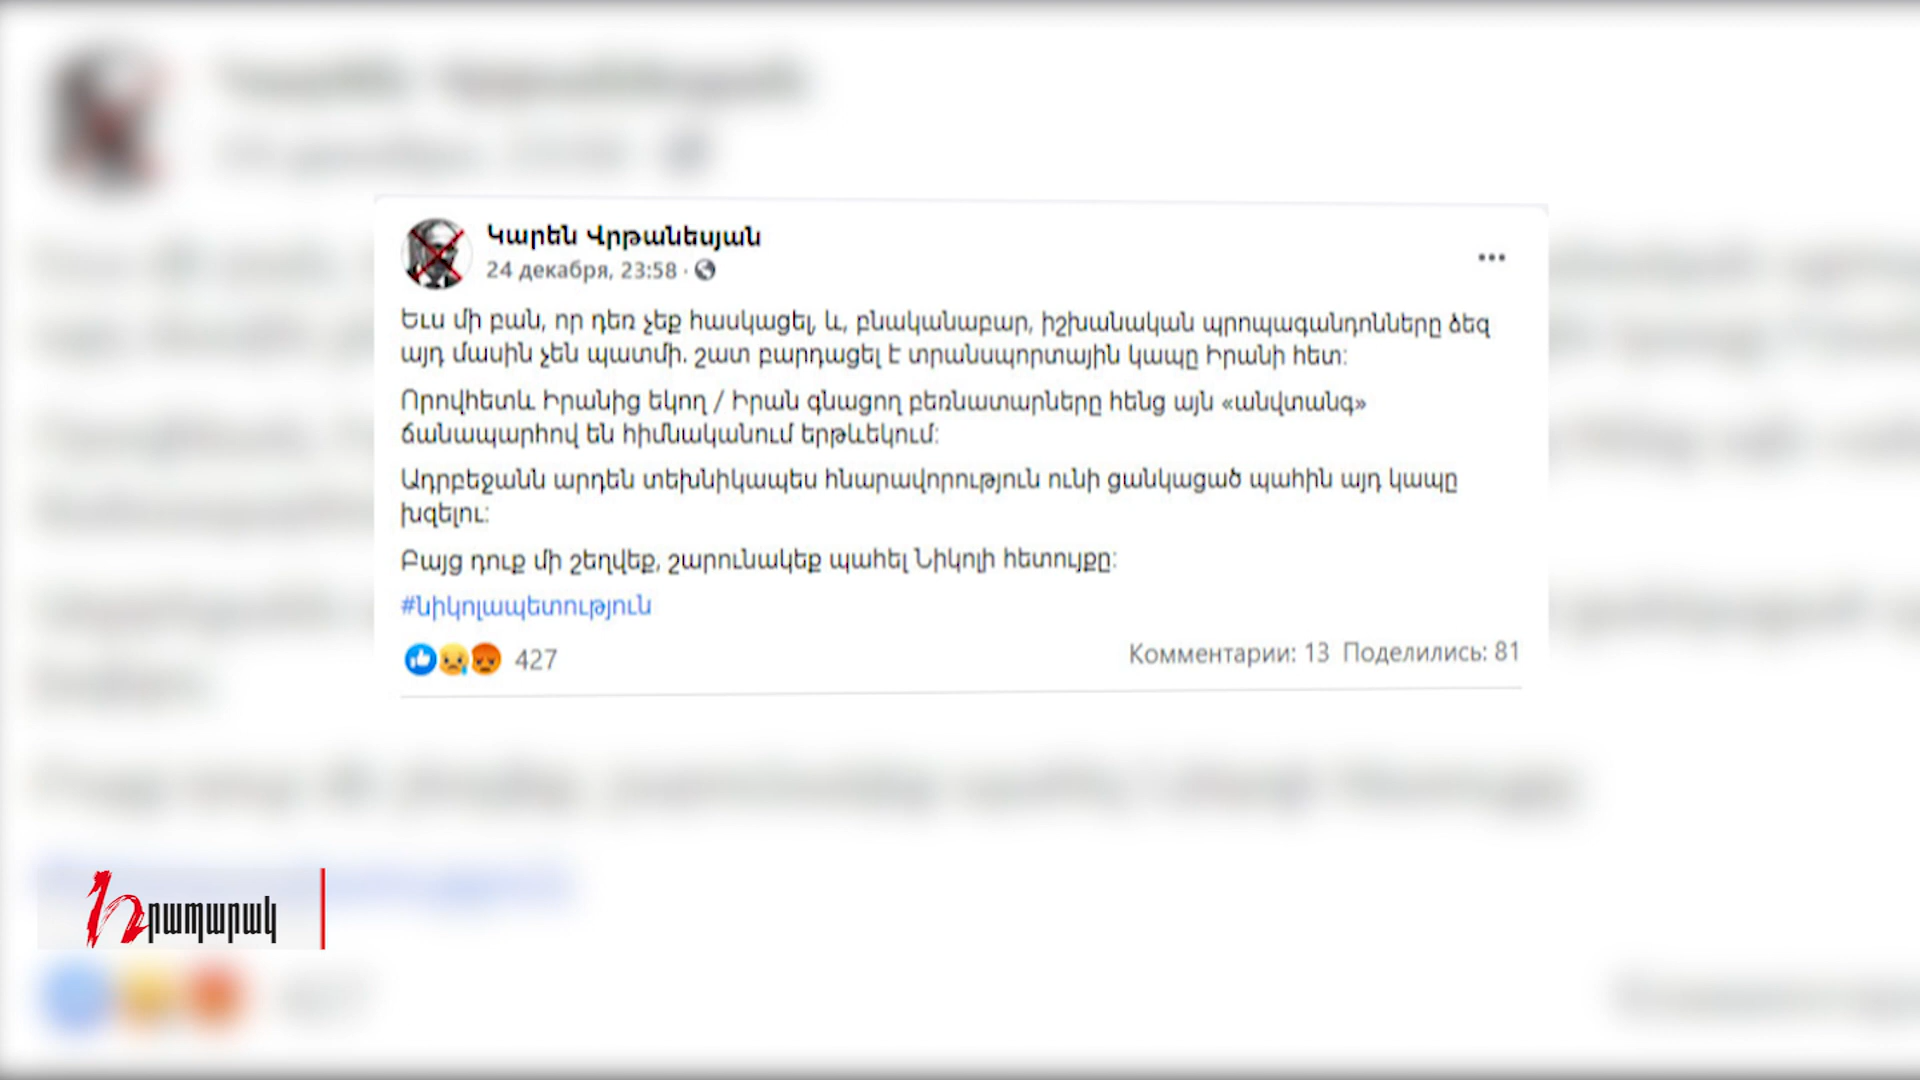 Կարեն Վրթանեսյան
24 декабря, 23:58 ·
Եւս մի բան, որ դեռ չեք հասկացել, և, բնականաբար, իշխանական պրոպագանդոնները ձեզ
այդ մասին չեն պատմի. շատ բարդացել է տրանսպորտային կապը Իրանի հետ:
Որովհետև Իրանից եկող / Իրան գնացող բեռնատարները հենց այն «անվտանգ»
ճանապարհով են հիմնականում երթևեկում:
Ադրբեջանն արդեն տեխնիկապես հնարավորություն ունի ցանկացած պահին այդ կապը
խզելու:
Բայց դուք մի շեղվեք, շարունակեք պահել Նիկոլի հետույքը:
#նիկոլապետություն
427
Комментарии: 13 Поделились: 81
Հրապարակ